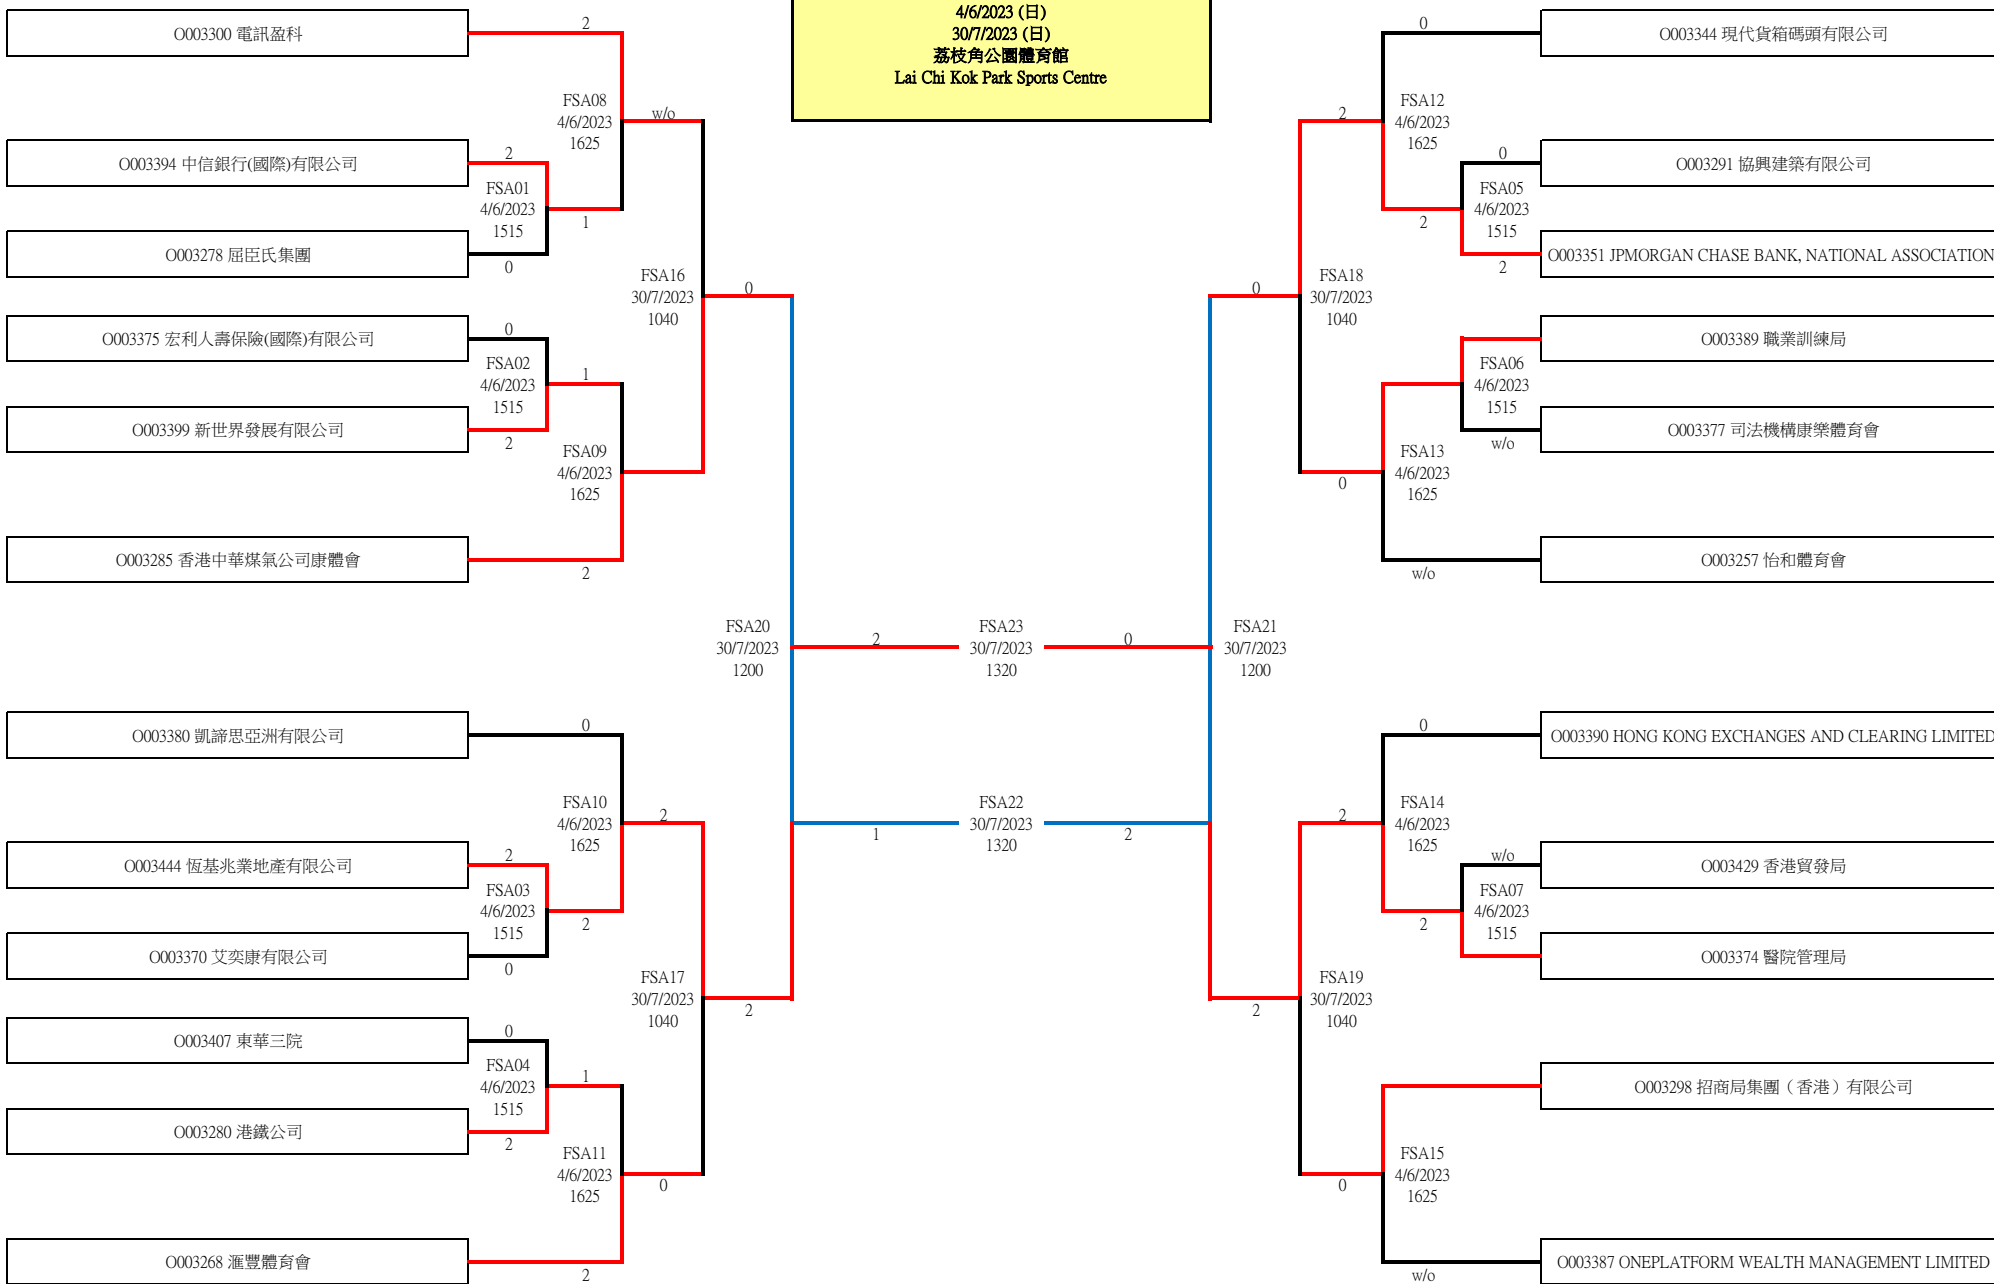 4/6/2023 (日)
30/7/2023 (日)
荔枝角公園體育館
Lai Chi Kok Park Sports Centre
O003300 電訊盈科
2
FSA08
4/6/2023
1625
w/o
O003394 中信銀行(國際)有限公司
2
FSA01
4/6/2023
1515
1
O003278 屈臣氏集團
0
FSA16
30/7/2023
1040
0
O003375 宏利人壽保險(國際)有限公司
0
FSA02
4/6/2023
1515
1
O003399 新世界發展有限公司
2
FSA09
4/6/2023
1625
O003285 香港中華煤氣公司康體會
2
FSA20
30/7/2023
1200
2
FSA23
30/7/2023
1320
0
FSA21
30/7/2023
1200
1
FSA22
30/7/2023
1320
2
O003380 凱諦思亞洲有限公司
0
FSA10
4/6/2023
1625
2
O003444 恆基兆業地產有限公司
2
FSA03
4/6/2023
1515
2
O003370 艾奕康有限公司
0
FSA17
30/7/2023
1040
2
O003407 東華三院
0
FSA04
4/6/2023
1515
1
O003280 港鐵公司
2
FSA11
4/6/2023
1625
0
O003268 滙豐體育會
2
0
O003344 現代貨箱碼頭有限公司
2
FSA12
4/6/2023
1625
0
O003291 協興建築有限公司
FSA05
4/6/2023
1515
2
2
O003351 JPMORGAN CHASE BANK, NATIONAL ASSOCIATION
0
FSA18
30/7/2023
1040
O003389 職業訓練局
FSA06
4/6/2023
1515
O003377 司法機構康樂體育會
w/o
FSA13
4/6/2023
1625
0
O003257 怡和體育會
w/o
0
O003390 HONG KONG EXCHANGES AND CLEARING LIMITED
2
FSA14
4/6/2023
1625
w/o
O003429 香港貿發局
FSA07
4/6/2023
1515
2
O003374 醫院管理局
2
FSA19
30/7/2023
1040
O003298 招商局集團（香港）有限公司
FSA15
4/6/2023
1625
0
O003387 ONEPLATFORM WEALTH MANAGEMENT LIMITED
w/o